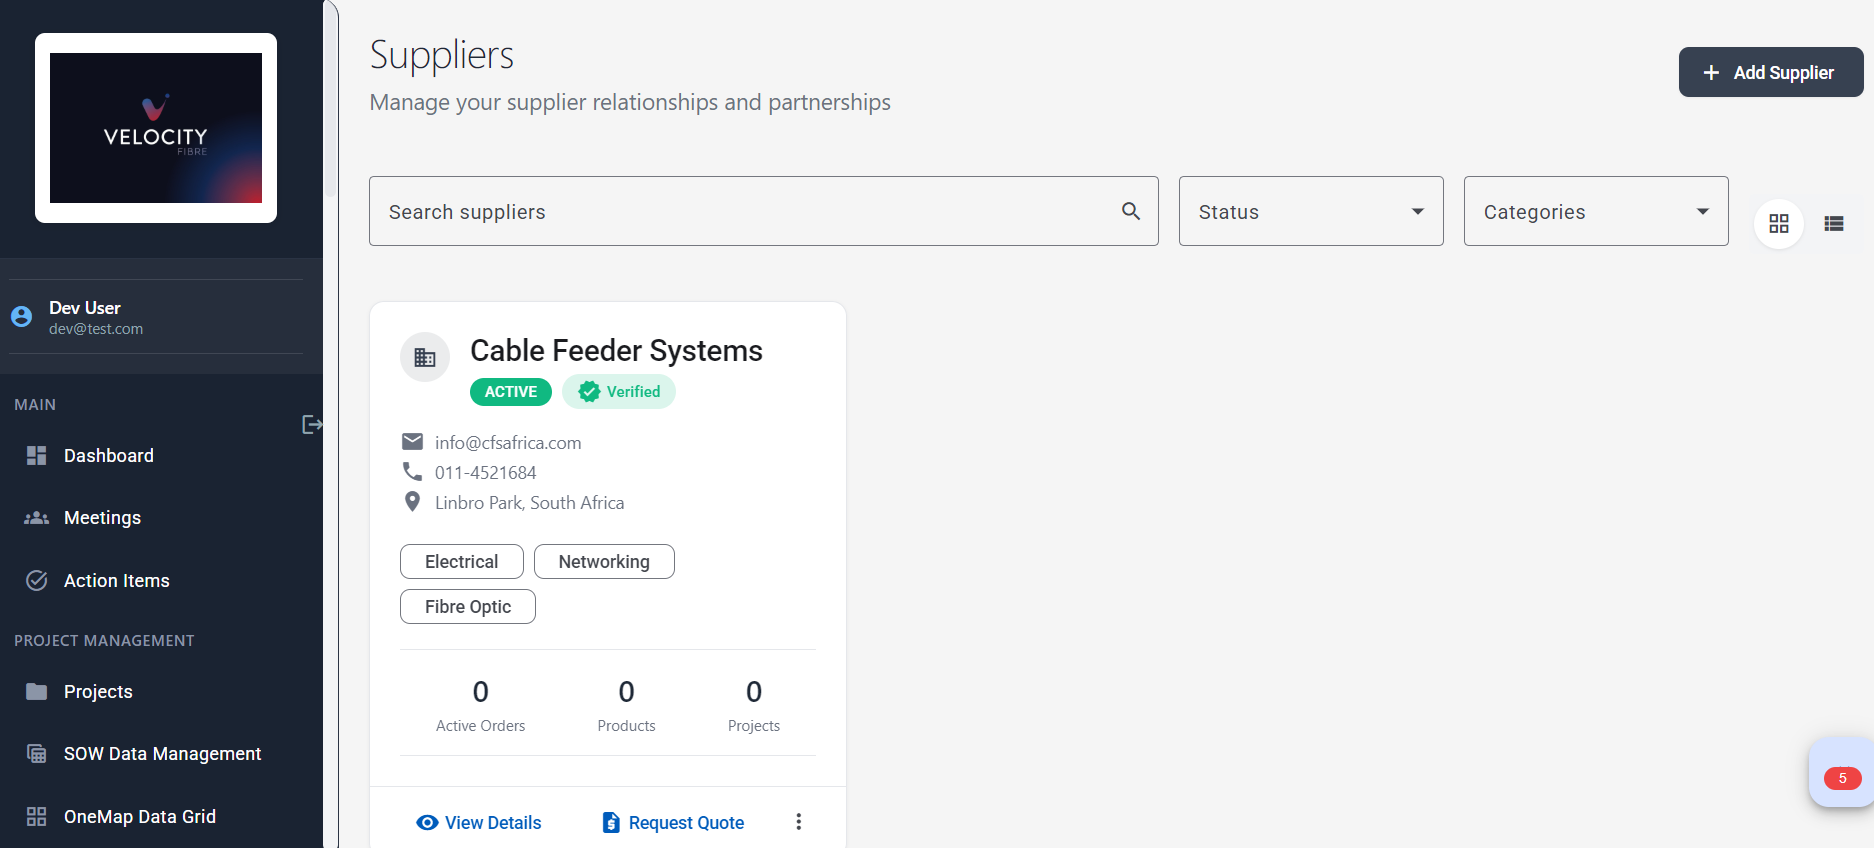 VELOCITY
FIBRE
Dev User
dev@test.com
MAIN
Dashboard
Meetings
Action Items
PROJECT MANAGEMENT
Projects
SOW Data Management
OneMap Data Grid
Suppliers
Manage your supplier relationships and partnerships
+ Add Supplier
Search suppliers
Status
Categories
Cable Feeder Systems
ACTIVE
Verified
info@cfsafrica.com
011-4521684
Linbro Park, South Africa
Electrical
Networking
Fibre Optic
0 0 0
Active Orders Products Projects
View Details
Request Quote
5